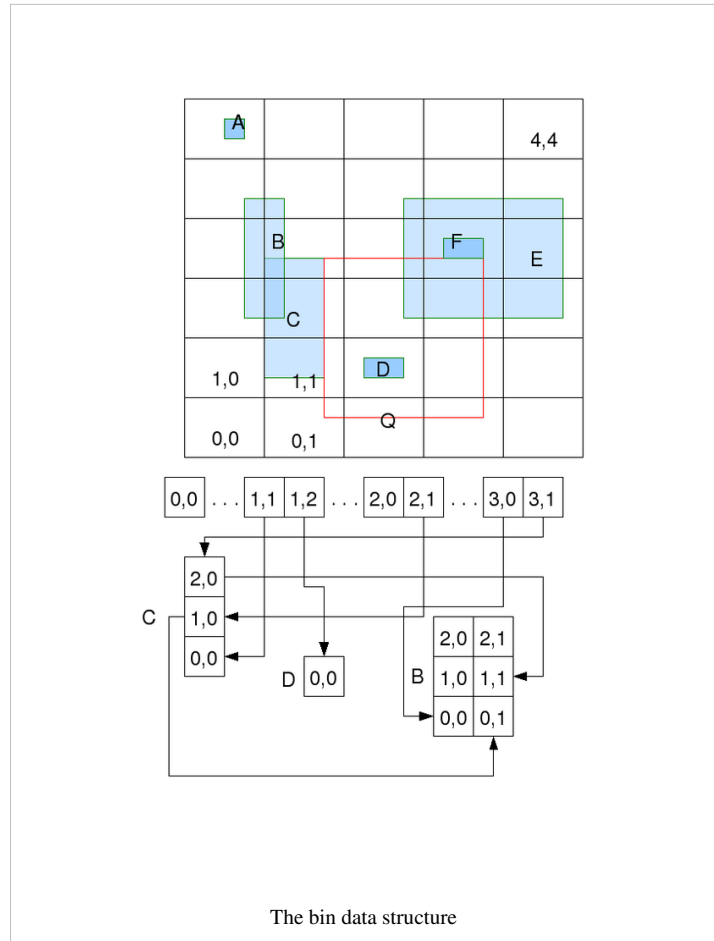 A
4,4
B
F
E
C
D
1,0
1,1
Q
0,0
0,1
0,0 . . . 1,1 1,2 . . . 2,0 2,1 . . . 3,0 3,1
2,0
C
1,0
2,0 2,1
0,0
D
0,0
B
1,0 1,1
0,0 0,1
The bin data structure